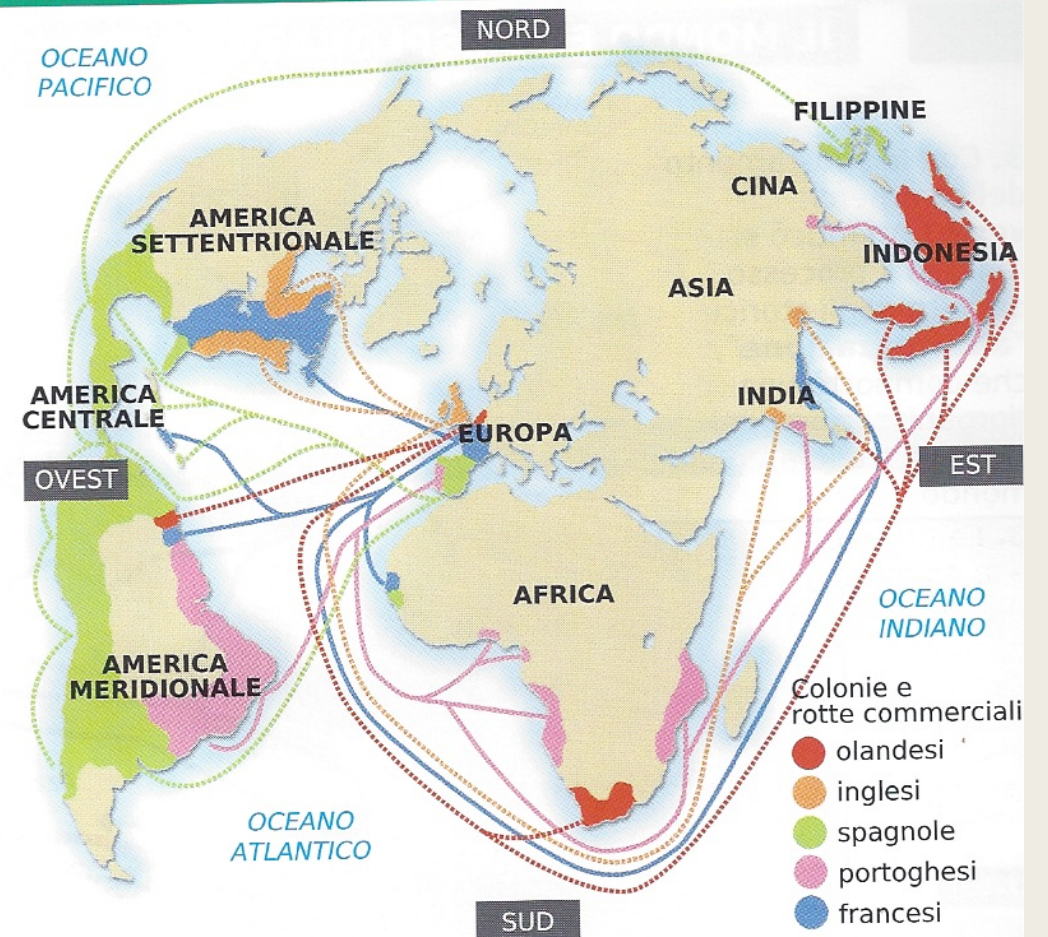 NORD
OCEANO
PACIFICO
FILIPPINE
CINA
AMERICA
SETTENTRIONALE
INDONESIA
ASIA
AMERICA
CENTRALE
INDIA
EUROPA
OVEST
EST
AFRICA
OCEANO
INDIANO
AMERICA
MERIDIONALE
Colonie e
rotte commerciali
olandesi
inglesi
OCEANO
ATLANTICO
spagnole
portoghesi
francesi
SUD